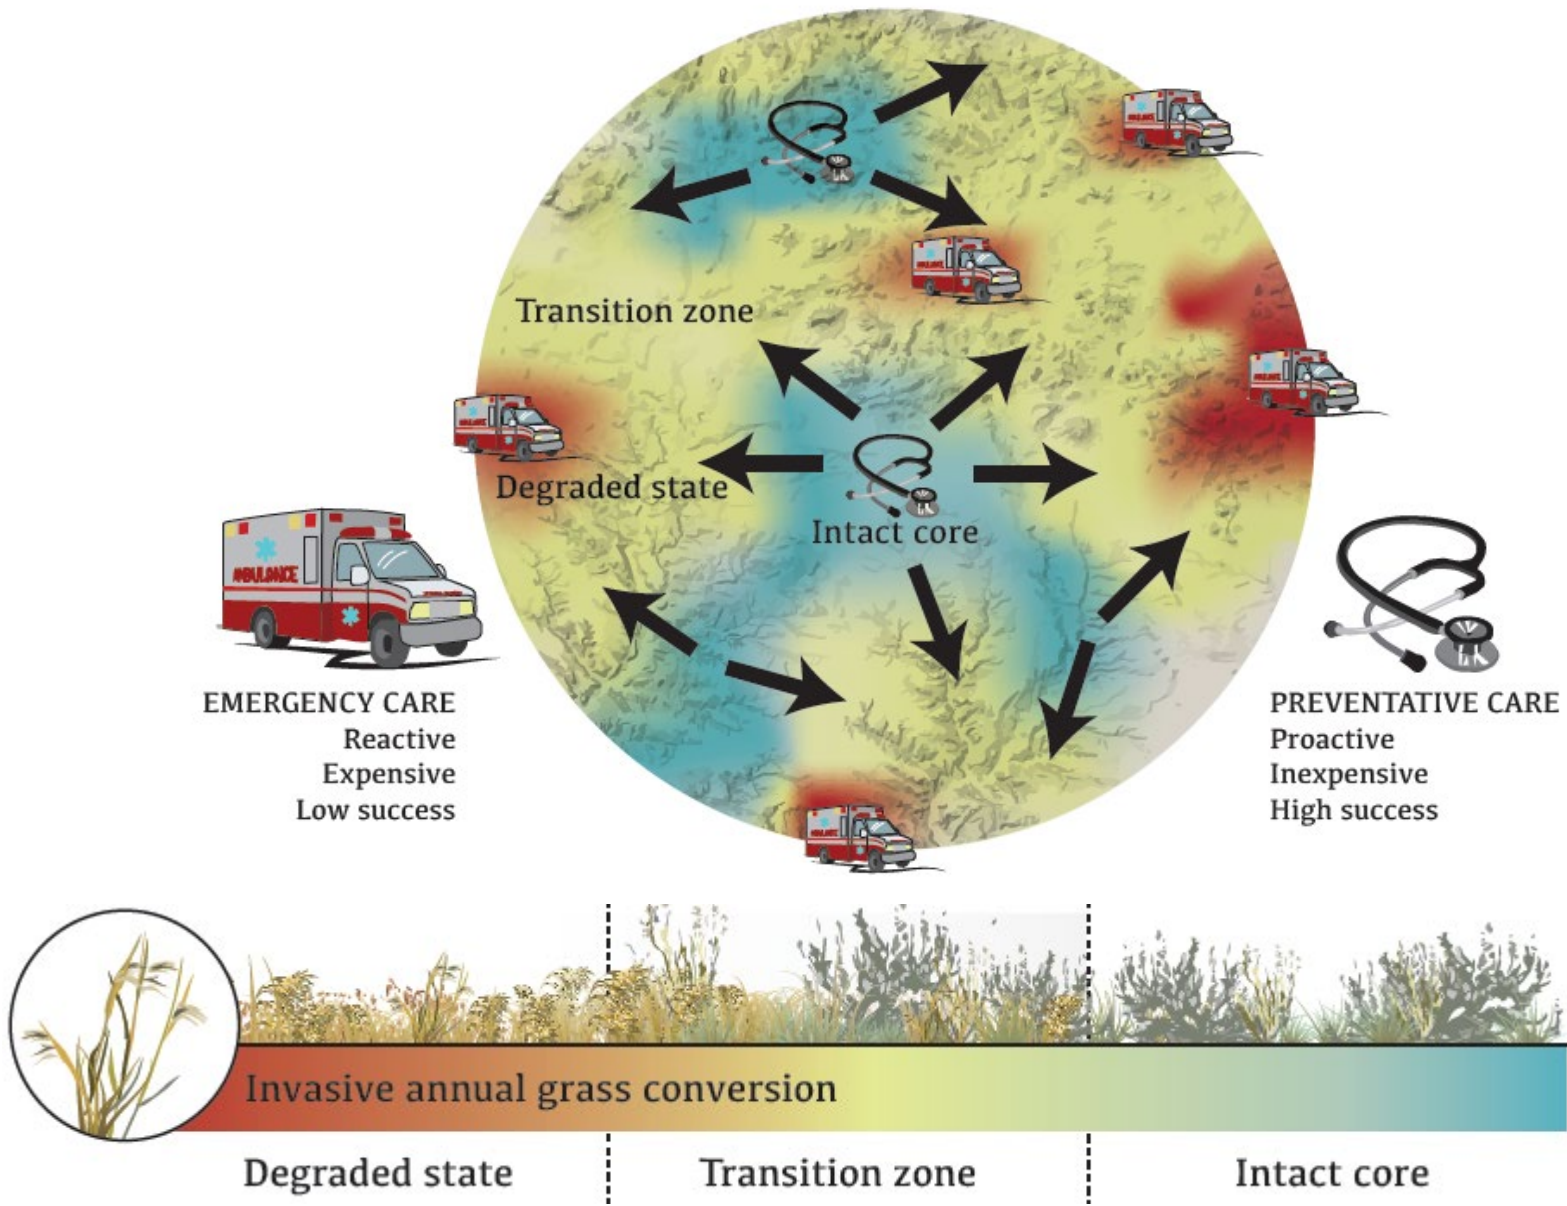 Transition zone
Degraded state
Intact core
AMBULANCE
EMERGENCY CARE
Reactive
Expensive
Low success
PREVENTATIVE CARE
Proactive
Inexpensive
High success
Invasive annual grass conversion
Degraded state
Transition zone
Intact core